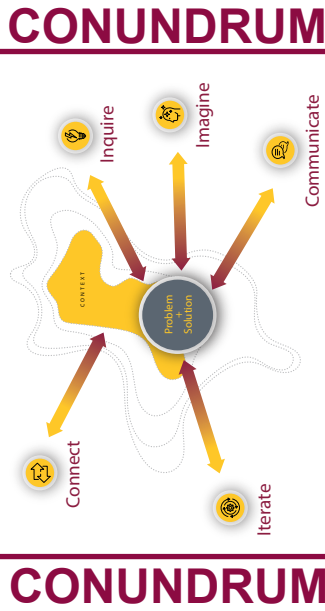 CONUNDRUM
Connect
Inquire
Imagine
Communicate
Iterate
CONTEXT
Problem
+
Solution
CONUNDRUM